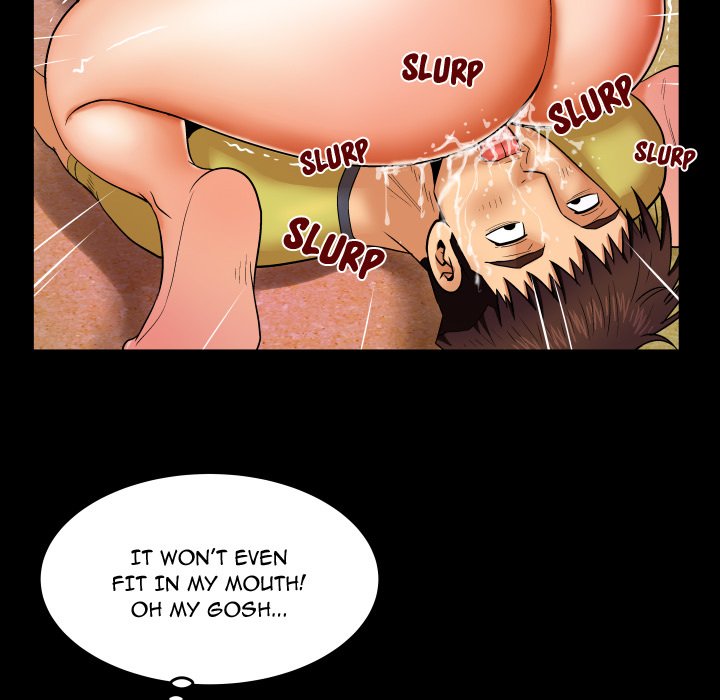 SLURP
SLURP
SLURP
SLURP
SLURP
IT WON'T EVEN
FIT IN MY MOUTH!
OH MY GOSH...